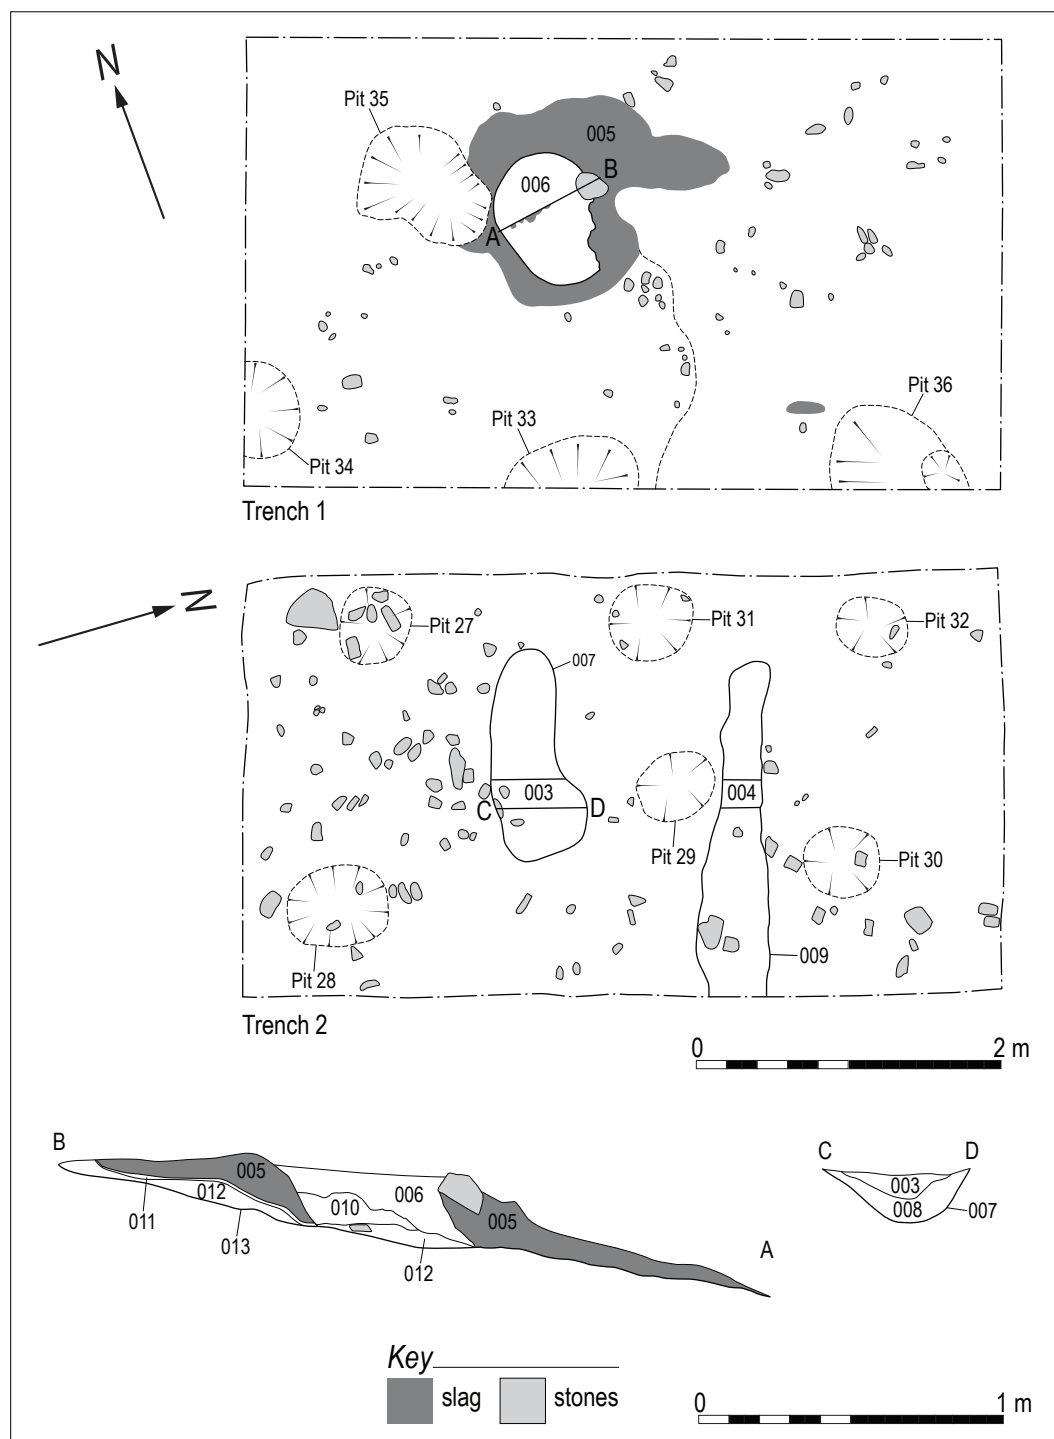 N
Pit 35
005
B
006
A
Pit 36
Pit 33
Pit 34
Trench 1
N
Pit 27
Pit 31
Pit 32
007
003
004
C
D
Pit 29
Pit 30
009
Pit 28
Trench 2
0
2 m
B
C
D
005
003
012
006
010
008
007
011
005
013
A
012
Key
slag
stones
0
1 m